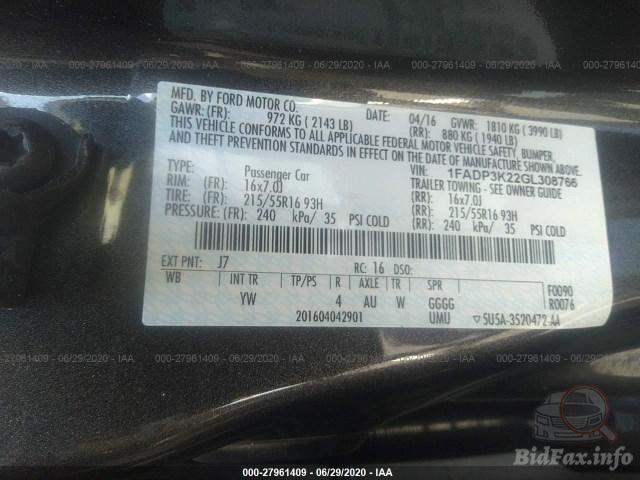 000-27961409 - 06/29/2020 - IAA
MFD. BY FORD MOTOR CO.
DATE: 04/16 GVWR: 1810 KG ( 3990 LB)
GAWR: (FR): 972 KG ( 2143 LB) (RR): 880 KG ( 1940 LB)
THIS VEHICLE CONFORMS TO ALL APPLICABLE FEDERAL MOTOR VEHICLE SAFETY, BUMPER,
AND THEFT PREVENTION STANDARDS IN EFFECT ON THE DATE OF MANUFACTURE SHOWN ABOVE.
VIN: 1FADP3K22GL308766
TYPE: Passenger Car TRAILER TOWING - SEE OWNER GUIDE
RIM: (FR): 16x7.0J (RR): 16x7.0J
TIRE: (FR): 215/55R16 93H (RR): 215/55R16 93H
PRESSURE: (FR): 240 kPa/ 35 PSI COLD (RR): 240 kPa/ 35 PSI COLD
EXT PNT: J7 RC: 16 DSO:
WB INT TR TP/PS R AXLE TR SPR F0090
YW 4 AU W GGGG R0076
201604042901 UMU ▽5U5A-3520472-AA
000-27961409 - 06/29/2020 - IAA
000-27961409 - 06/29/2020 - IAA
BidFax.info